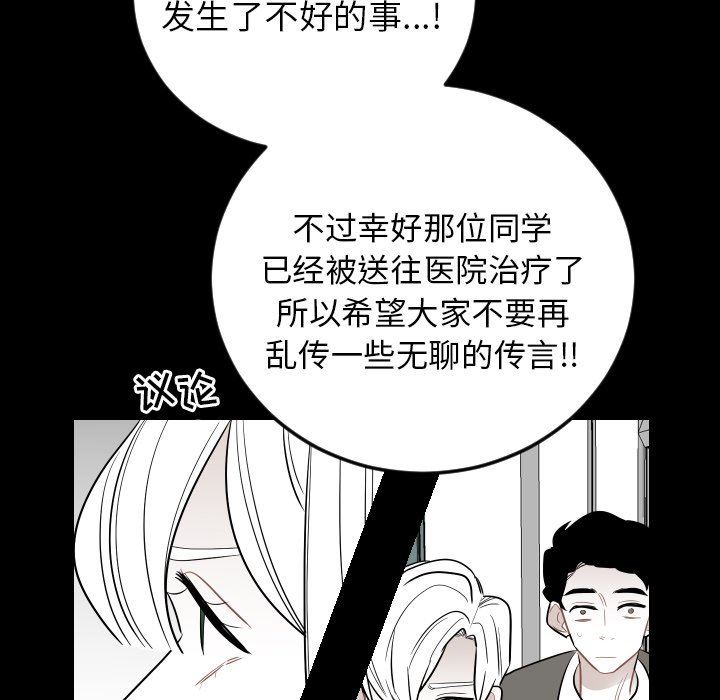 发生了不好的事...!
不过幸好那位同学
已经被送往医院治疗了
所以希望大家不要再
乱传一些无聊的传言!!
议论